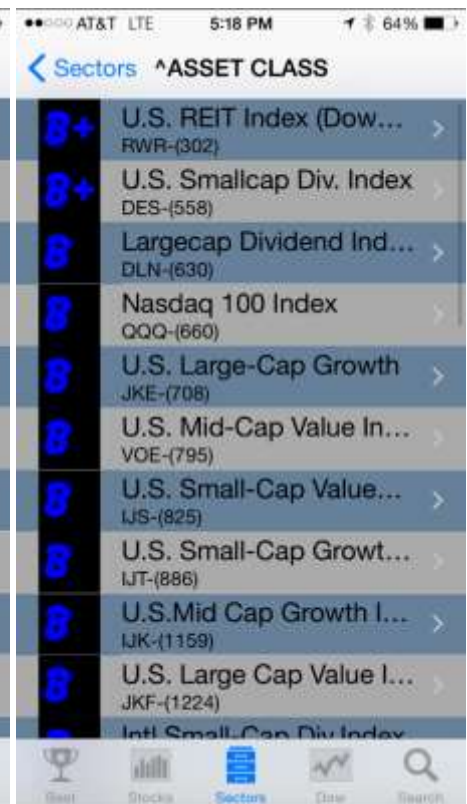 AT&T LTE 5:18 PM 64%
Sectors ^ASSET CLASS
B+ U.S. REIT Index (Dow...
RWR-(302)
B+ U.S. Smallcap Div. Index
DES-(558)
B Largecap Dividend Ind...
DLN-(630)
B Nasdaq 100 Index
QQQ-(660)
B U.S. Large-Cap Growth
JKE-(708)
B U.S. Mid-Cap Value In...
VOE-(795)
B U.S. Small-Cap Value...
IJS-(825)
B U.S. Small-Cap Growt...
IJT-(886)
B U.S.Mid Cap Growth I...
IJK-(1159)
B U.S. Large Cap Value I...
JKF-(1224)
B Intl Small-Cap Div Index
Best Stocks Sectors Dow Search